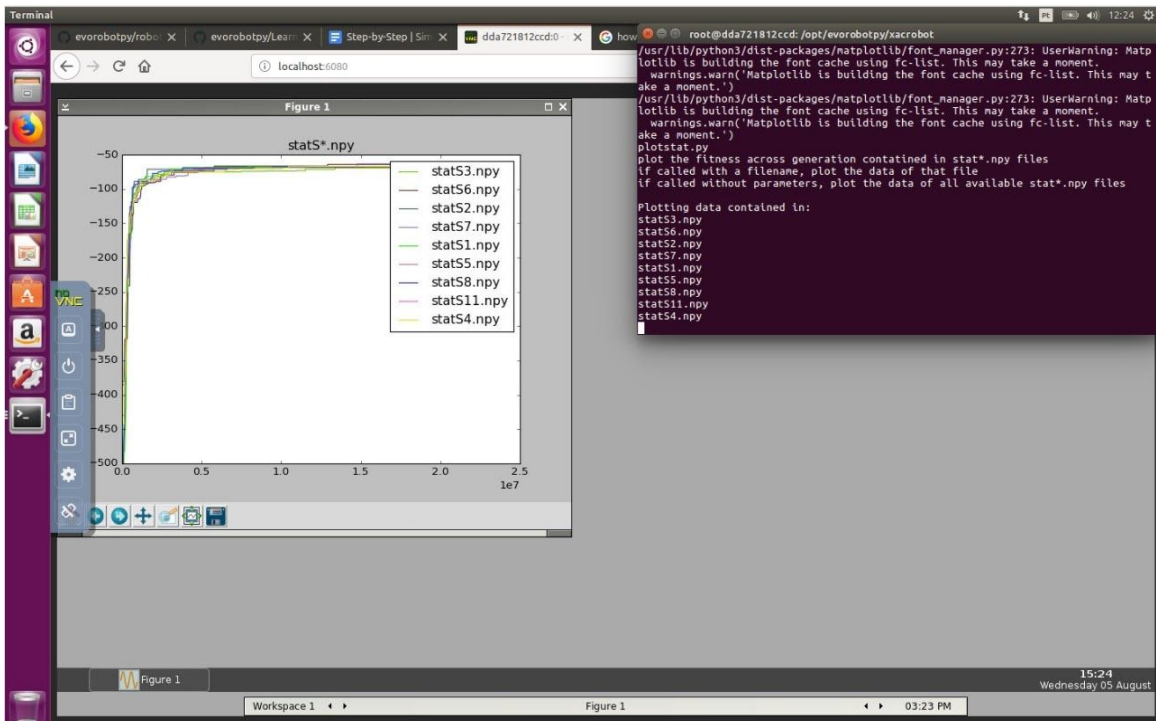 Terminal
Pt
12:24
evorobotpy/robo
evorobotpy/Learn
Step-by-Step | Sim
dda721812ccd:0 -
how
localhost:6080
root@dda721812ccd: /opt/evorobotpy/xacrobot
/usr/lib/python3/dist-packages/matplotlib/font_manager.py:273: UserWarning: Matp
lotlib is building the font cache using fc-list. This may take a moment.
warnings.warn('Matplotlib is building the font cache using fc-list. This may t
ake a moment.')
/usr/lib/python3/dist-packages/matplotlib/font_manager.py:273: UserWarning: Matp
lotlib is building the font cache using fc-list. This may take a moment.
warnings.warn('Matplotlib is building the font cache using fc-list. This may t
ake a moment.')
plotstat.py
plot the fitness across generation contatined in stat*.npy files
if called with a filename, plot the data of that file
if called without parameters, plot the data of all available stat*.npy files
Plotting data contained in:
statS3.npy
statS6.npy
statS2.npy
statS7.npy
statS1.npy
statS5.npy
statS8.npy
statS11.npy
statS4.npy
Figure 1
statS*.npy
−50
−100
−150
−200
−250
00
−350
−400
−450
−500
0.0
0.5
1.0
1.5
2.0
2.5
1e7
statS3.npy
statS6.npy
statS2.npy
statS7.npy
statS1.npy
statS5.npy
statS8.npy
statS11.npy
statS4.npy
no
VNC
A
a
Figure 1
15:24
Wednesday 05 August
Workspace 1
Figure 1
03:23 PM